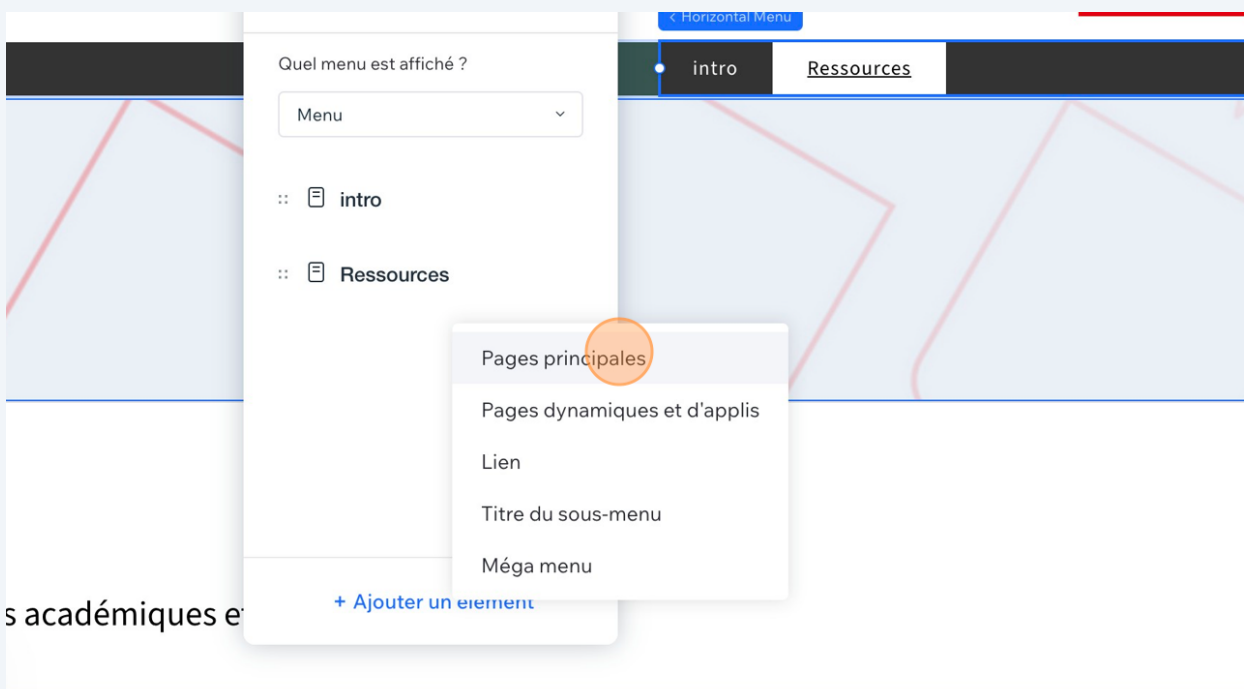 < Horizontal Menu
Quel menu est affiché ?
intro
Ressources
Menu
intro
Ressources
Pages principales
Pages dynamiques et d'applis
Lien
Titre du sous-menu
Méga menu
+ Ajouter un élément
s académiques et